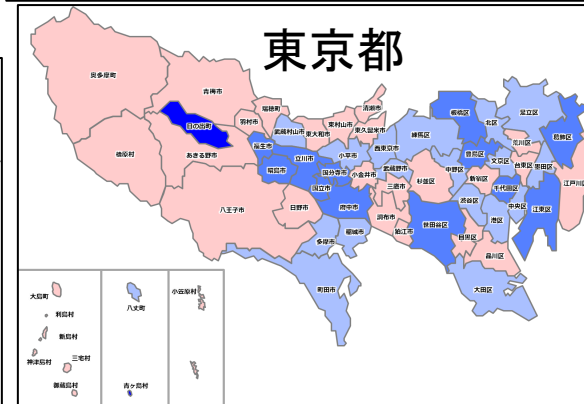 東京都
奥多摩町
青梅市
日の出町
檜原村
あきる野市
八王子市
瑞穂町
羽村市
福生市
昭島市
武蔵村山市
東大和市
東村山市
清瀬市
東久留米市
立川市
小平市
西東京市
国分寺市
小金井市
武蔵野市
国立市
府中市
三鷹市
日野市
調布市
狛江市
多摩市
稲城市
町田市
練馬区
板橋区
北区
足立区
葛飾区
荒川区
豊島区
文京区
台東区
墨田区
江戸川区
中野区
杉並区
新宿区
千代田区
渋谷区
中央区
江東区
港区
世田谷区
目黒区
品川区
大田区
大島町
利島村
新島村
神津島村
三宅村
御蔵島村
八丈町
青ヶ島村
小笠原村